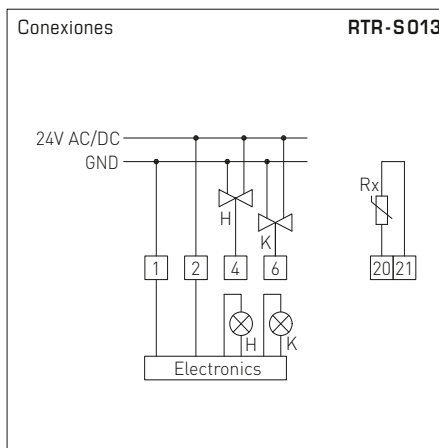 Conexiones RTR-S013
24V AC/DC
GND
Rx
H
K
1 2 4 6 20 21
H K
Electronics